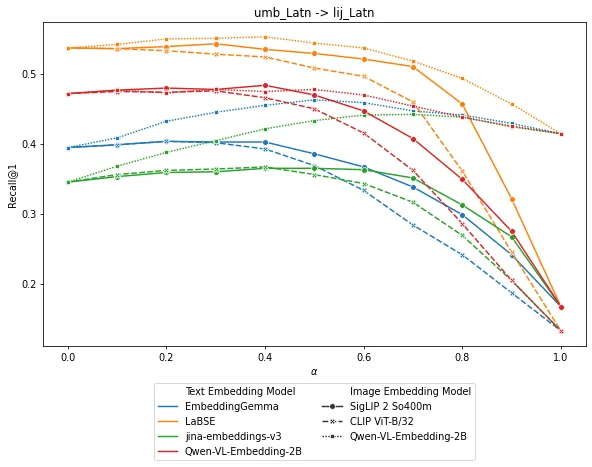 umb_Latn -> lij_Latn
Recall@1
0.5
0.4
0.3
0.2
0.0 0.2 0.4 0.6 0.8 1.0
α
Text Embedding Model Image Embedding Model
EmbeddingGemma SigLIP 2 So400m
LaBSE CLIP ViT-B/32
jina-embeddings-v3 Qwen-VL-Embedding-2B
Qwen-VL-Embedding-2B